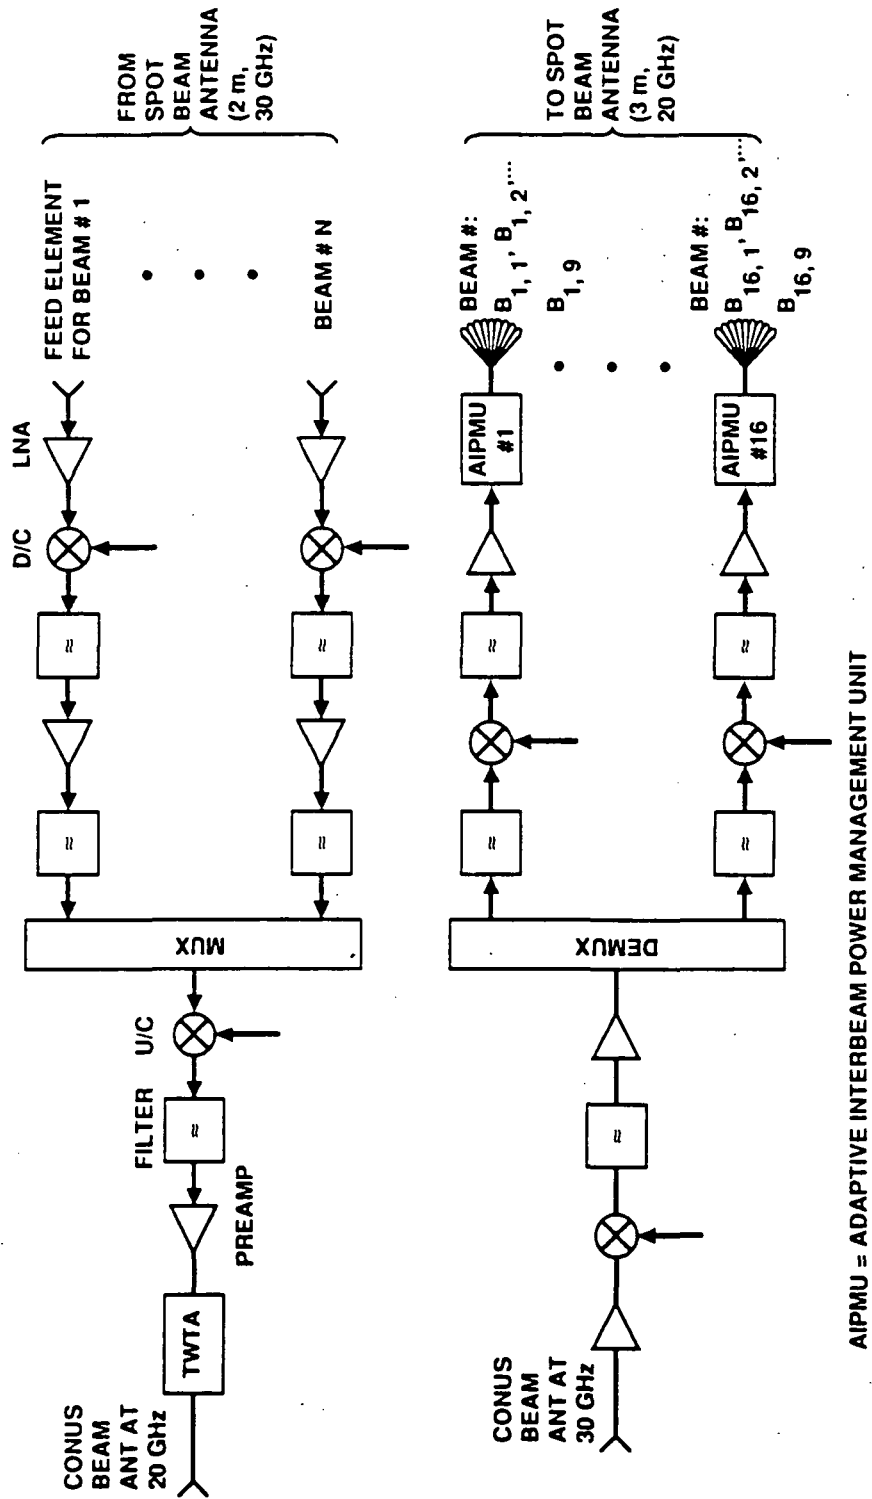 CONUS
BEAM
ANT AT
20 GHz
TWTA
PREAMP
FILTER
≈
U/C
MUX
≈
≈
D/C
LNA
FEED ELEMENT
FOR BEAM # 1
FROM
SPOT
BEAM
ANTENNA
(2 m,
30 GHz)
≈
≈
BEAM # N
CONUS
BEAM
ANT AT
30 GHz
≈
DEMUX
≈
≈
AIPMU
#1
BEAM #:
B1, 1, B1, 2, ....
B1, 9
TO SPOT
BEAM
ANTENNA
(3 m,
20 GHz)
≈
≈
AIPMU
#16
BEAM #:
B16, 1, B16, 2, ....
B16, 9
AIPMU = ADAPTIVE INTERBEAM POWER MANAGEMENT UNIT